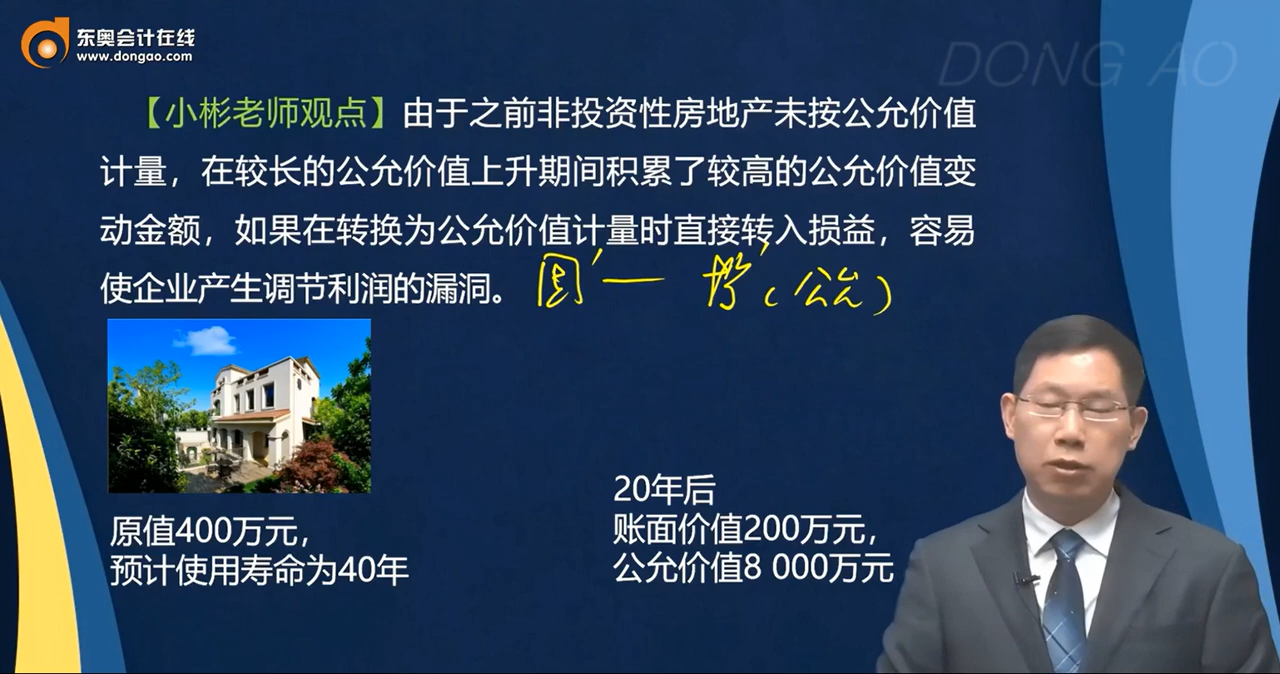 东奥会计在线
www.dongao.com
DONG AO
【小彬老师观点】由于之前非投资性房地产未按公允价值
计量，在较长的公允价值上升期间积累了较高的公允价值变
动金额，如果在转换为公允价值计量时直接转入损益，容易
使企业产生调节利润的漏洞。
（公允）
原值400万元，
预计使用寿命为40年
20年后
账面价值200万元，
公允价值8 000万元